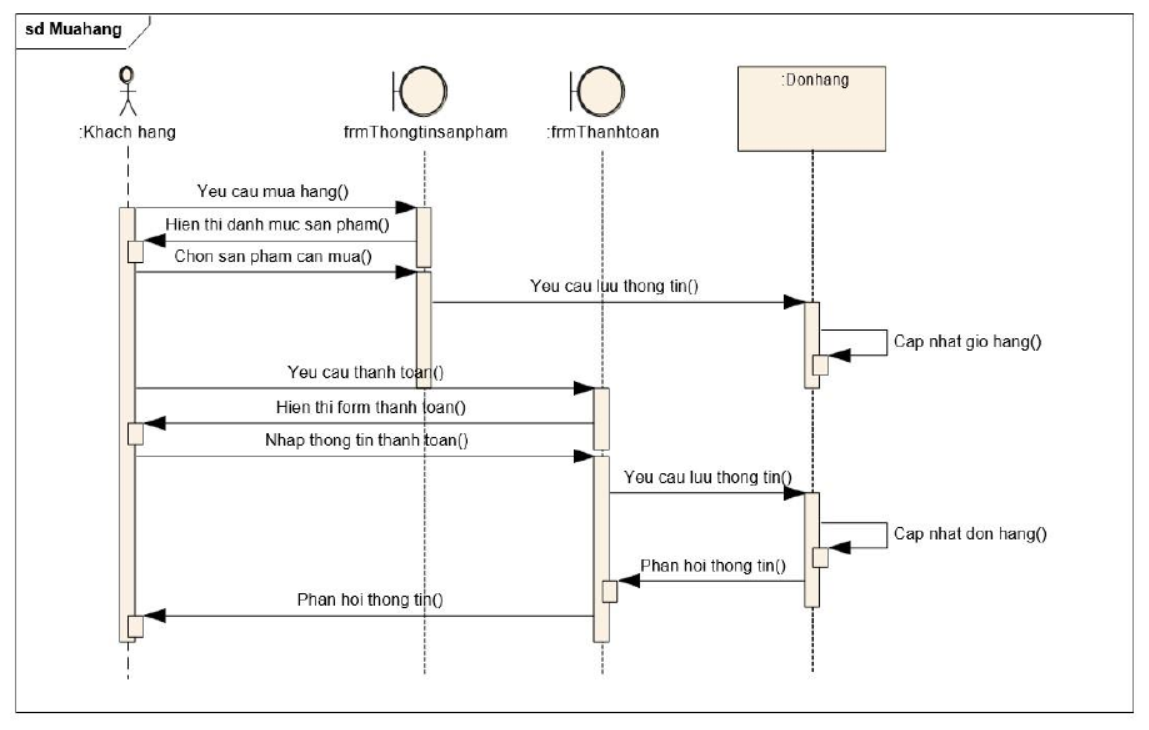 sd Muahang
:Khach hang
frmThongtinsanpham
:frmThanhtoan
:Donhang
Yeu cau mua hang()
Hien thi danh muc san pham()
Chon san pham can mua()
Yeu cau luu thong tin()
Cap nhat gio hang()
Yeu cau thanh toan()
Hien thi form thanh toan()
Nhap thong tin thanh toan()
Yeu cau luu thong tin()
Cap nhat don hang()
Phan hoi thong tin()
Phan hoi thong tin()